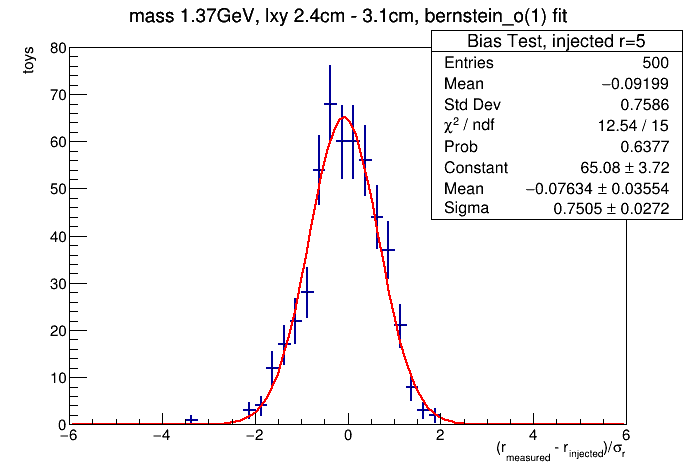 mass 1.37GeV, lxy 2.4cm - 3.1cm, bernstein_o(1) fit
Bias Test, injected r=5
Entries 500
Mean −0.09199
Std Dev 0.7586
χ² / ndf 12.54 / 15
Prob 0.6377
Constant 65.08 ± 3.72
Mean −0.07634 ± 0.03554
Sigma 0.7505 ± 0.0272
toys
80
70
60
50
40
30
20
10
0
−6 −4 −2 0 2 4 6
(r_measured - r_injected)/σ_r